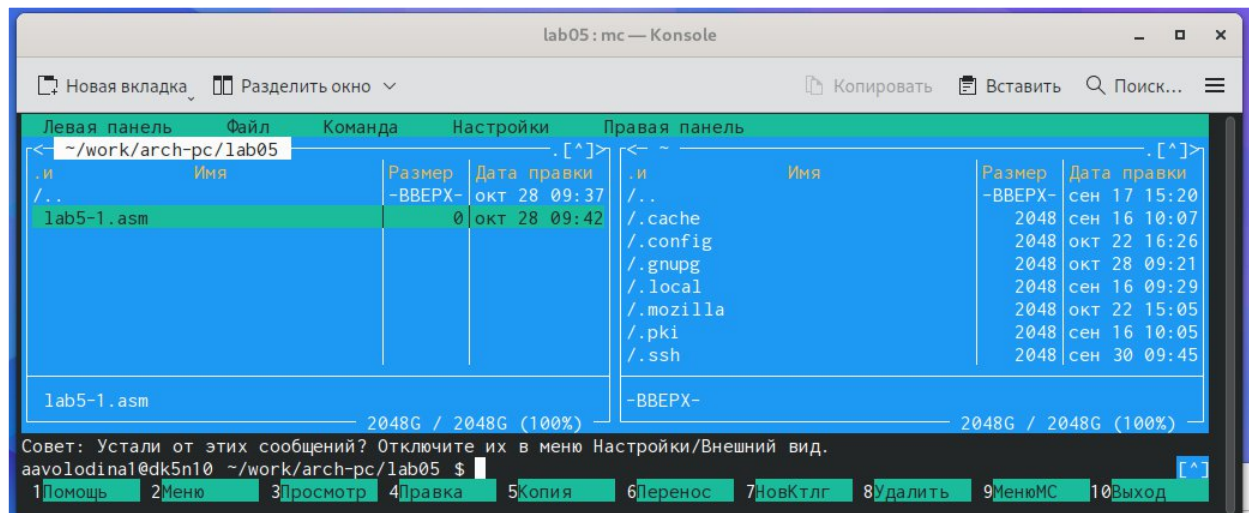 lab05 : mc — Konsole
Новая вкладка Разделить окно Копировать Вставить Поиск...
Левая панель Файл Команда Настройки Правая панель
<— ~/work/arch-pc/lab05 .[^]> <— ~ .[^]>
.и Имя Размер Дата правки .и Имя Размер Дата правки
/.. -ВВЕРХ- окт 28 09:37 /.. -ВВЕРХ- сен 17 15:20
lab5-1.asm 0 окт 28 09:42 /.cache 2048 сен 16 10:07
/.config 2048 окт 22 16:26
/.gnupg 2048 окт 28 09:21
/.local 2048 сен 16 09:29
/.mozilla 2048 окт 22 15:05
/.pki 2048 сен 16 10:05
/.ssh 2048 сен 30 09:45
lab5-1.asm -ВВЕРХ-
2048G / 2048G (100%) 2048G / 2048G (100%)
Совет: Устали от этих сообщений? Отключите их в меню Настройки/Внешний вид.
aavolodina1@dk5n10 ~/work/arch-pc/lab05 $ [^]
1Помощь 2Меню 3Просмотр 4Правка 5Копия 6Перенос 7НовКтлг 8Удалить 9МенюМС 10Выход